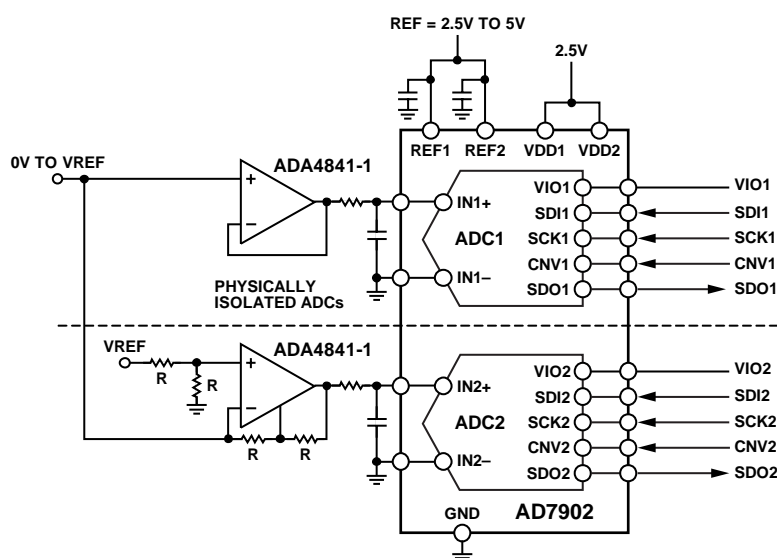 REF = 2.5V TO 5V
2.5V
REF1 REF2 VDD1 VDD2
0V TO VREF
ADA4841-1
+
–
IN1+
ADC1
IN1–
VIO1
SDI1
SCK1
CNV1
SDO1
VIO1
SDI1
SCK1
CNV1
SDO1
PHYSICALLY
ISOLATED ADCs
VREF
R
R
ADA4841-1
+
–
R
R
IN2+
ADC2
IN2–
VIO2
SDI2
SCK2
CNV2
SDO2
VIO2
SDI2
SCK2
CNV2
SDO2
GND
AD7902